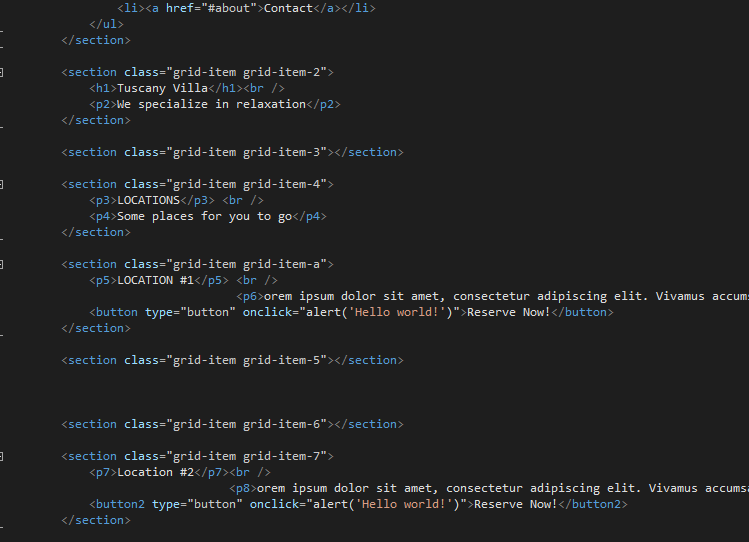 <li><a href="#about">Contact</a></li>
</ul>
</section>
<section class="grid-item grid-item-2">
<h1>Tuscany Villa</h1><br />
<p2>We specialize in relaxation</p2>
</section>
<section class="grid-item grid-item-3"></section>
<section class="grid-item grid-item-4">
<p3>LOCATIONS</p3> <br />
<p4>Some places for you to go</p4>
</section>
<section class="grid-item grid-item-a">
<p5>LOCATION #1</p5> <br />
<p6>orem ipsum dolor sit amet, consectetur adipiscing elit. Vivamus accums
<button type="button" onclick="alert('Hello world!')">Reserve Now!</button>
</section>
<section class="grid-item grid-item-5"></section>
<section class="grid-item grid-item-6"></section>
<section class="grid-item grid-item-7">
<p7>Location #2</p7><br />
<p8>orem ipsum dolor sit amet, consectetur adipiscing elit. Vivamus accumsa
<button2 type="button" onclick="alert('Hello world!')">Reserve Now!</button2>
</section>